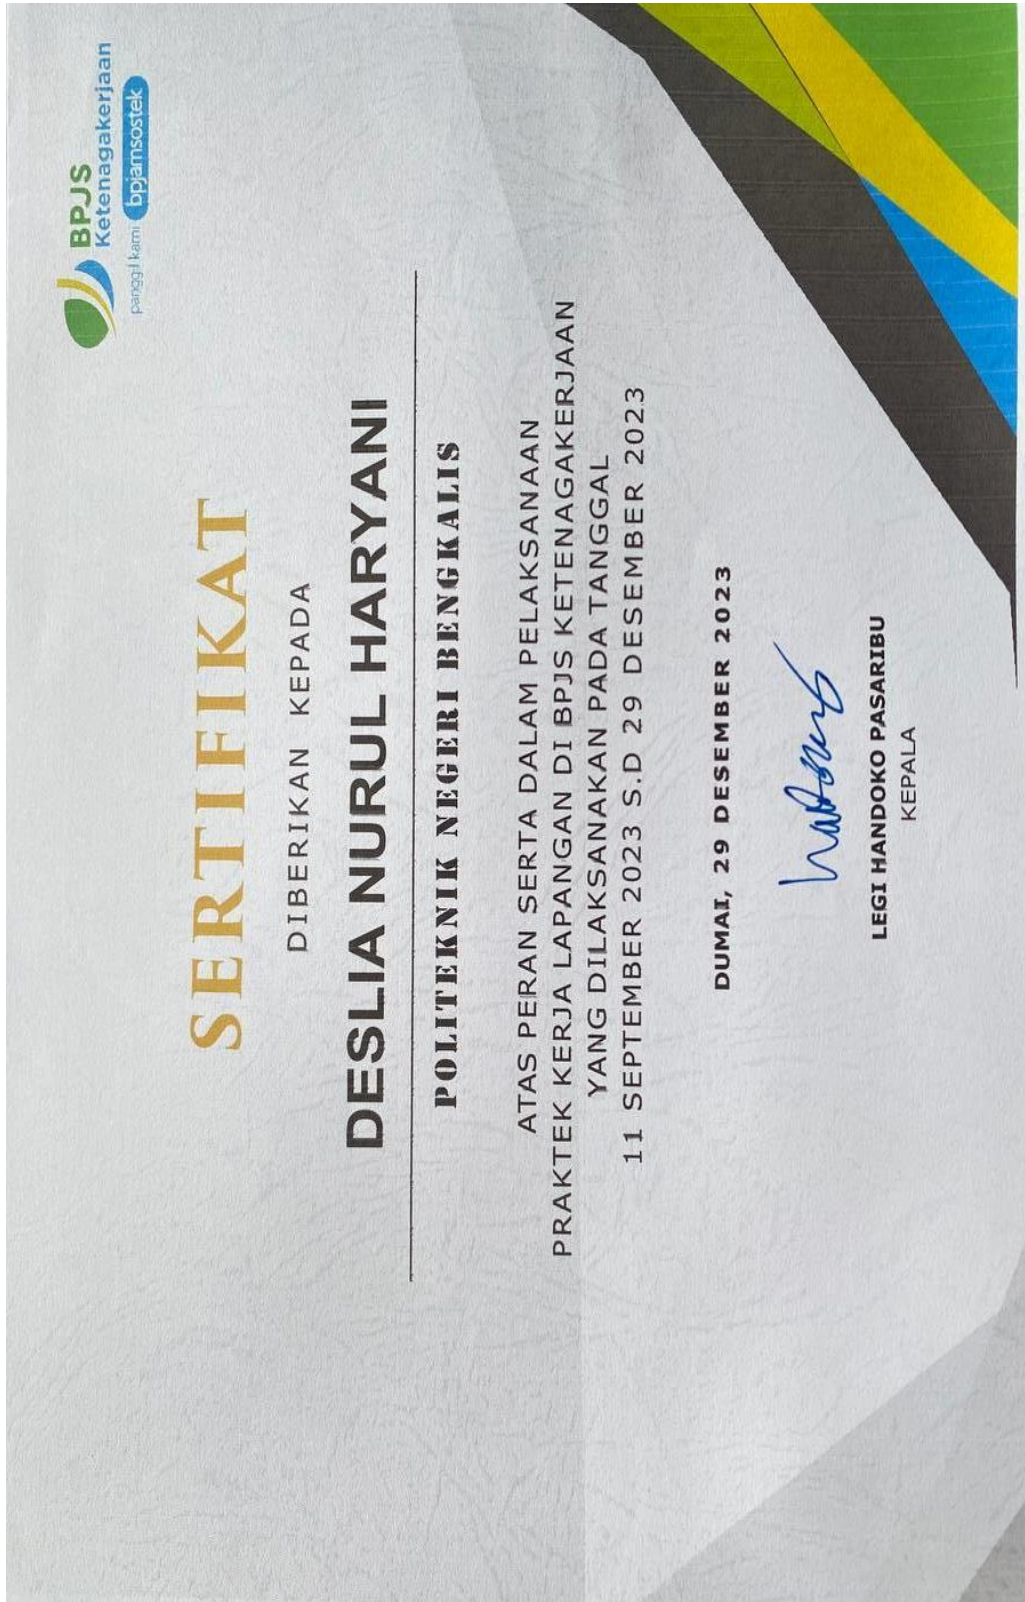 BPJS
Ketenagakerjaan
panggil kami bpjamsostek
SERTIFIKAT
DIBERIKAN KEPADA
DESLIA NURUL HARYANI
POLITEKNIK NEGERI BENGKALIS
ATAS PERAN SERTA DALAM PELAKSANAAN
PRAKTEK KERJA LAPANGAN DI BPJS KETENAGAKERJAAN
YANG DILAKSANAKAN PADA TANGGAL
11 SEPTEMBER 2023 S.D 29 DESEMBER 2023
DUMAI, 29 DESEMBER 2023
LEGI HANDOKO PASARIBU
KEPALA